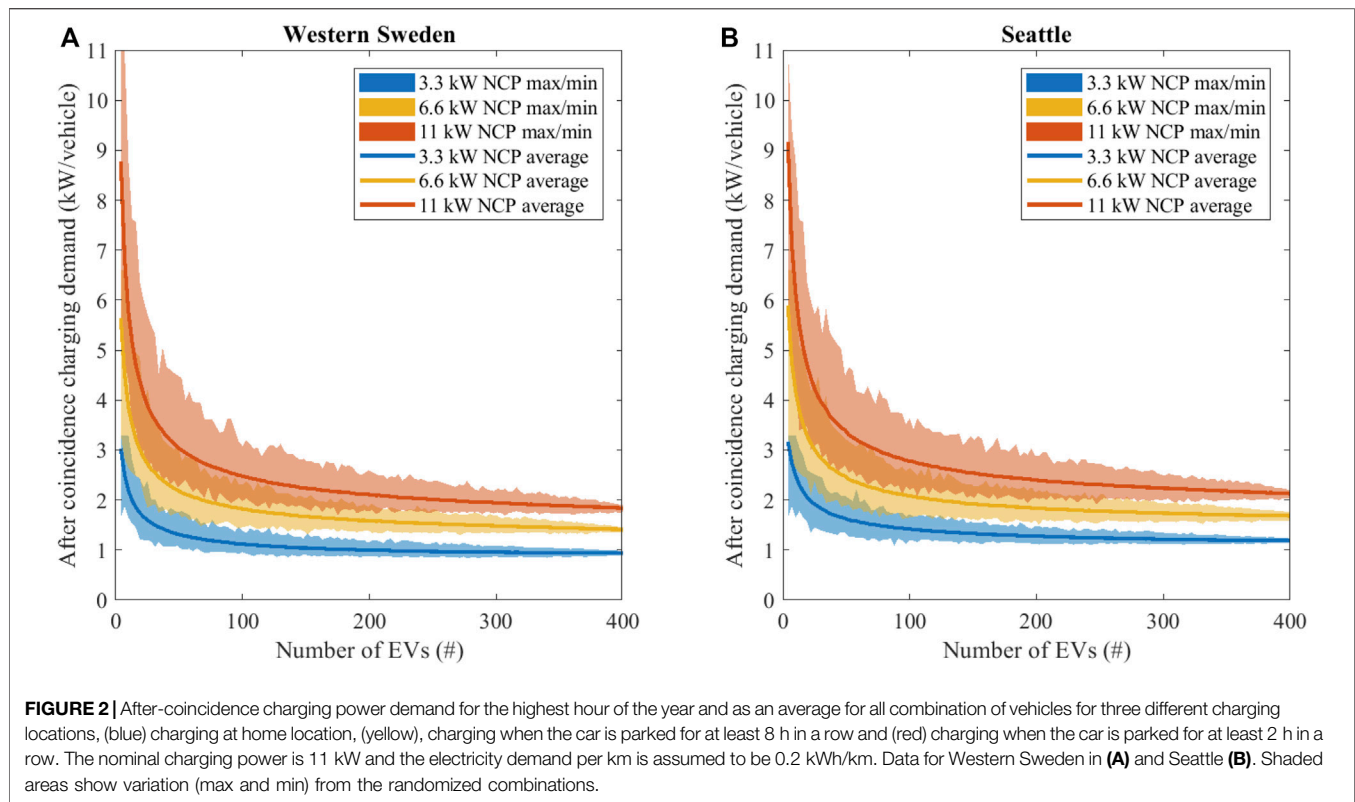 A
Western Sweden
11
10
9
8
7
6
5
4
3
2
1
0
After coincidence charging demand (kW/vehicle)
3.3 kW NCP max/min
6.6 kW NCP max/min
11 kW NCP max/min
3.3 kW NCP average
6.6 kW NCP average
11 kW NCP average
0 100 200 300 400
Number of EVs (#)
B
Seattle
11
10
9
8
7
6
5
4
3
2
1
0
After coincidence charging demand (kW/vehicle)
3.3 kW NCP max/min
6.6 kW NCP max/min
11 kW NCP max/min
3.3 kW NCP average
6.6 kW NCP average
11 kW NCP average
0 100 200 300 400
Number of EVs (#)
FIGURE 2 | After-coincidence charging power demand for the highest hour of the year and as an average for all combination of vehicles for three different charging
locations, (blue) charging at home location, (yellow), charging when the car is parked for at least 8 h in a row and (red) charging when the car is parked for at least 2 h in a
row. The nominal charging power is 11 kW and the electricity demand per km is assumed to be 0.2 kWh/km. Data for Western Sweden in (A) and Seattle (B). Shaded
areas show variation (max and min) from the randomized combinations.